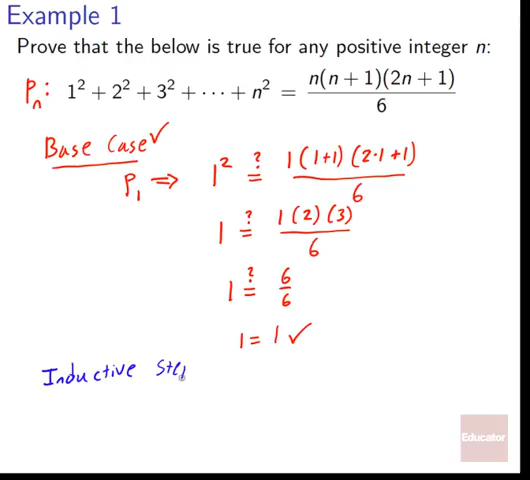 Example 1
Prove that the below is true for any positive integer n:
Pₙ: 1² + 2² + 3² + ··· + n² = n(n + 1)(2n + 1) / 6
Base Case ✓
P₁ ⇒ 1² ≟ 1(1+1)(2·1+1) / 6
1 ≟ 1(2)(3) / 6
1 ≟ 6/6
1 = 1 ✓
Inductive Ste
Educator